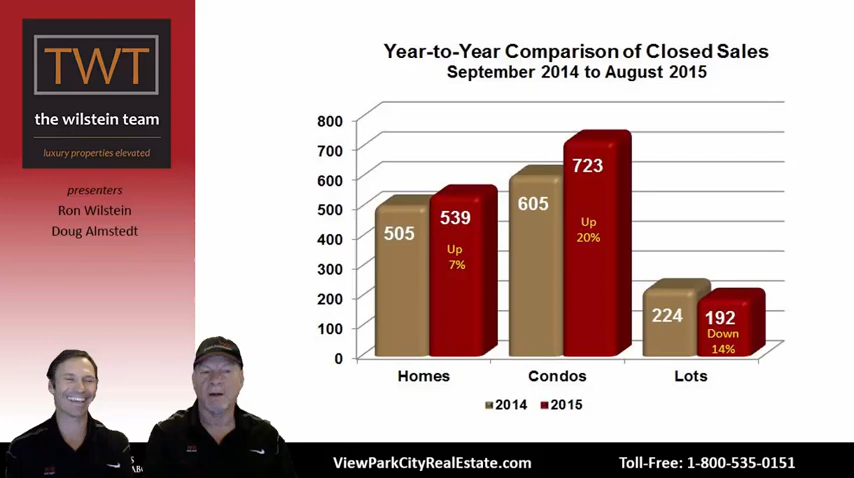 TWT
the wilstein team
luxury properties elevated
presenters
Ron Wilstein
Doug Almstedt
Year-to-Year Comparison of Closed Sales
September 2014 to August 2015
800
700
600
500
400
300
200
100
0
505
539
Up
7%
605
723
Up
20%
224
192
Down
14%
Homes
Condos
Lots
2014
2015
ViewParkCityRealEstate.com
Toll-Free: 1-800-535-0151